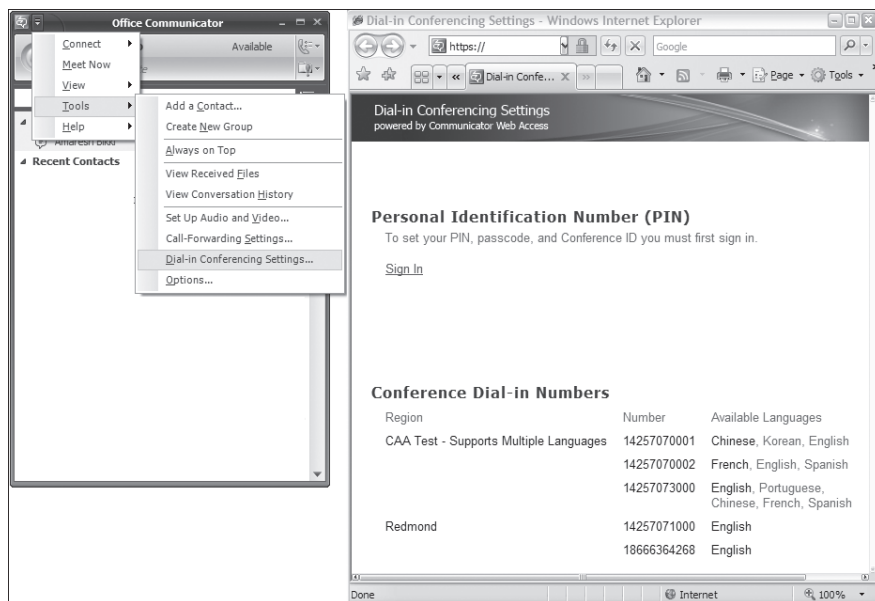 Office Communicator
Available
Connect
Meet Now
View
Tools
Help
Amaresh Bikki
Recent Contacts
Add a Contact...
Create New Group
Always on Top
View Received Files
View Conversation History
Set Up Audio and Video...
Call-Forwarding Settings...
Dial-in Conferencing Settings...
Options...
Dial-in Conferencing Settings - Windows Internet Explorer
https://
Google
Dial-in Confe...
Page
Tools
Dial-in Conferencing Settings
powered by Communicator Web Access
Personal Identification Number (PIN)
To set your PIN, passcode, and Conference ID you must first sign in.
Sign In
Conference Dial-in Numbers
Region Number Available Languages
CAA Test - Supports Multiple Languages 14257070001 Chinese, Korean, English
14257070002 French, English, Spanish
14257073000 English, Portuguese,
Chinese, French, Spanish
Redmond 14257071000 English
18666364268 English
Done
Internet
100%